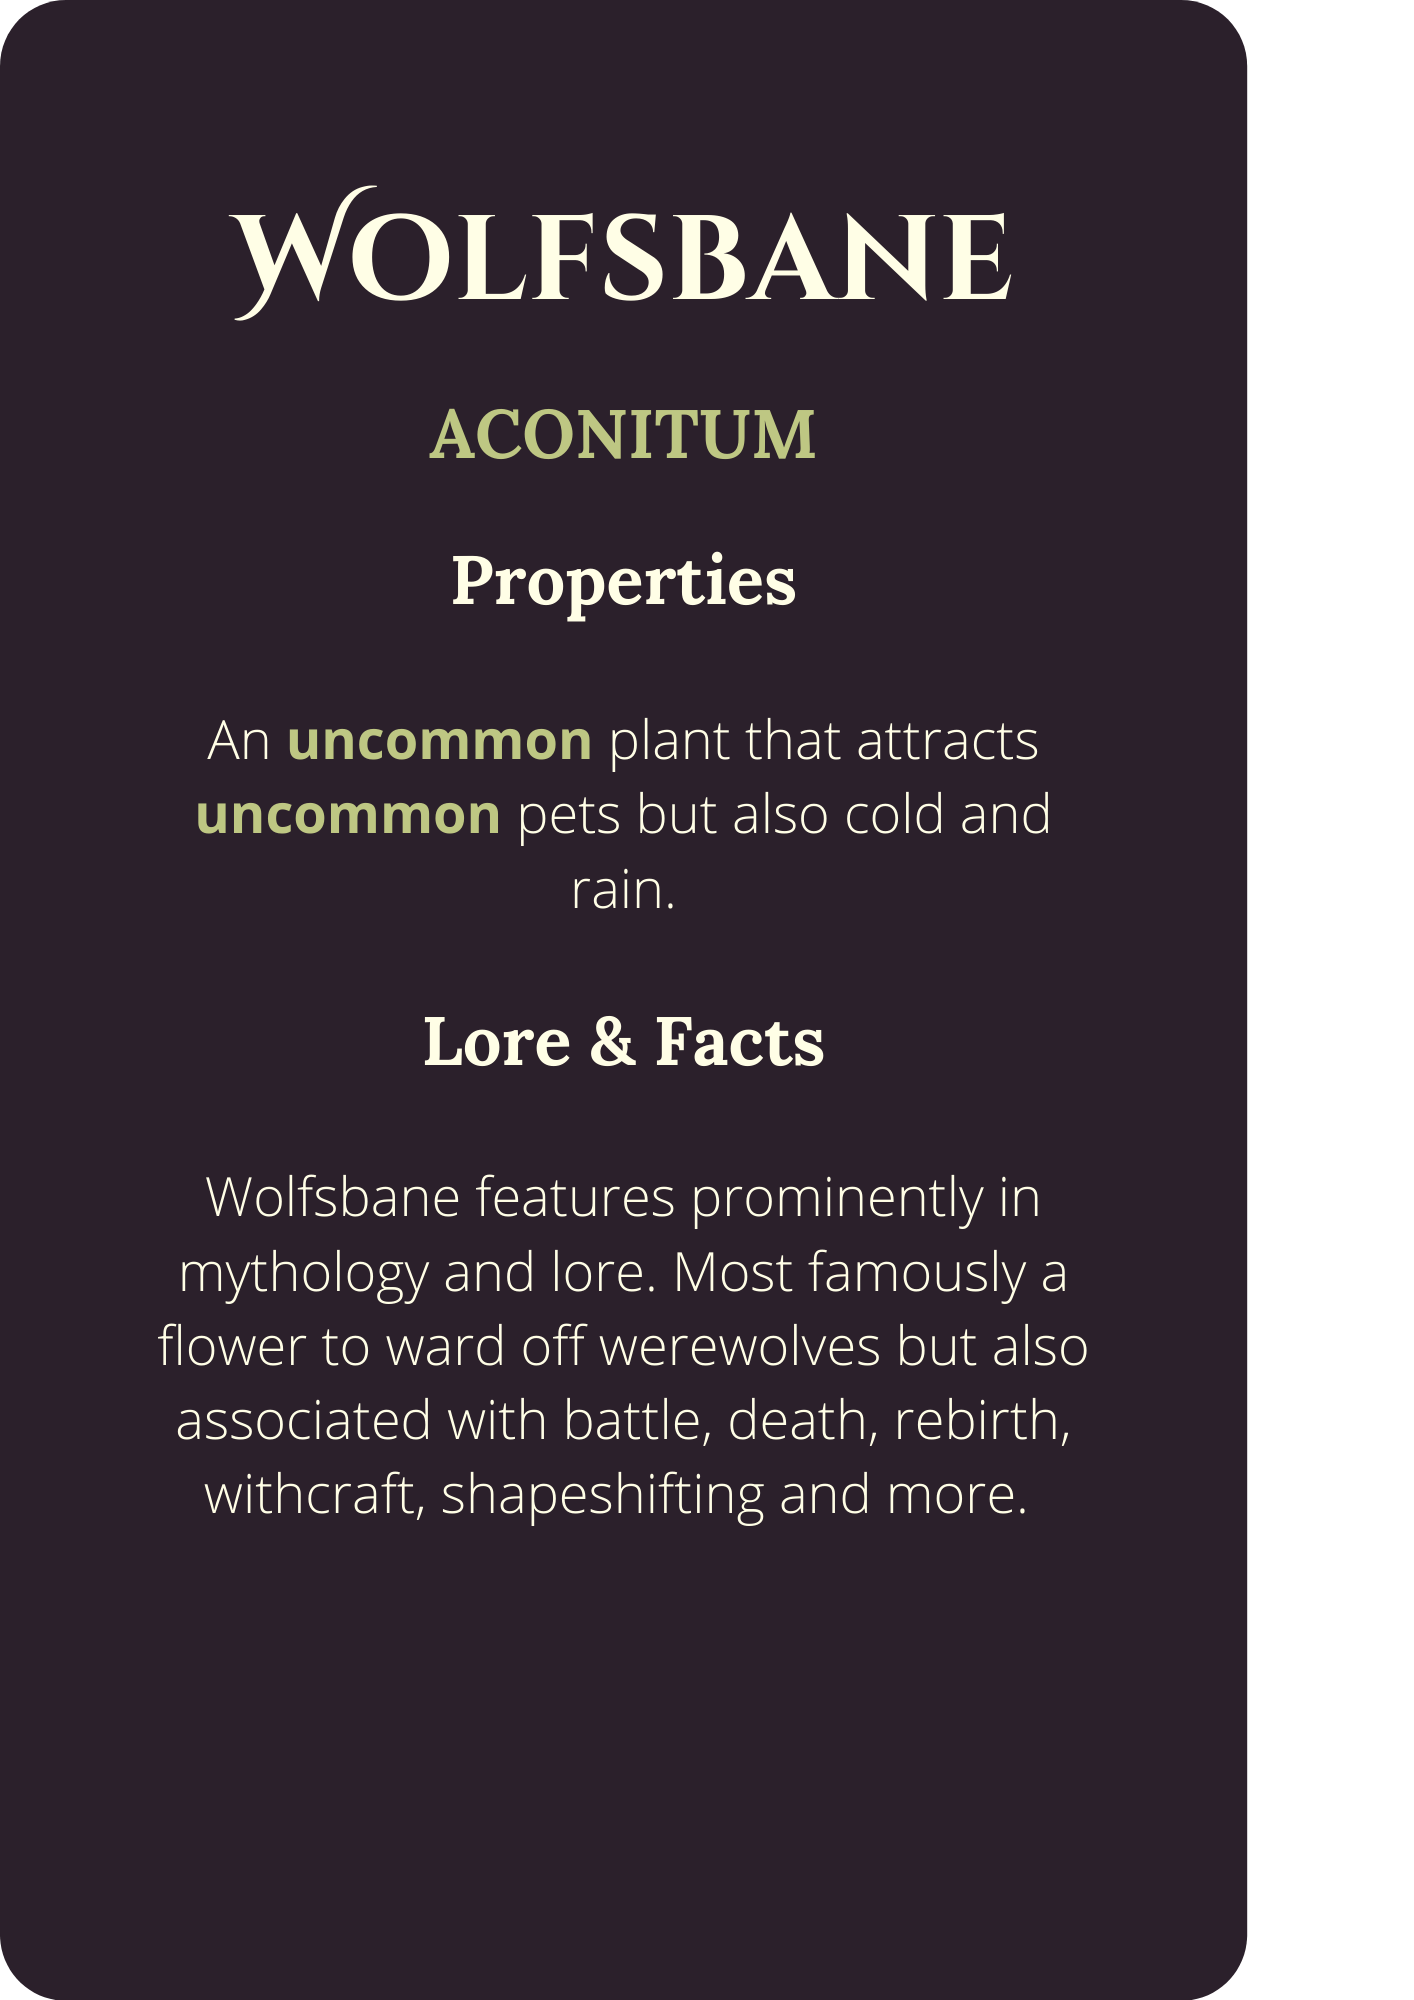 WOLFSBANE
ACONITUM
Properties
An uncommon plant that attracts
uncommon pets but also cold and
rain.
Lore & Facts
Wolfsbane features prominently in
mythology and lore. Most famously a
flower to ward off werewolves but also
associated with battle, death, rebirth,
withcraft, shapeshifting and more.